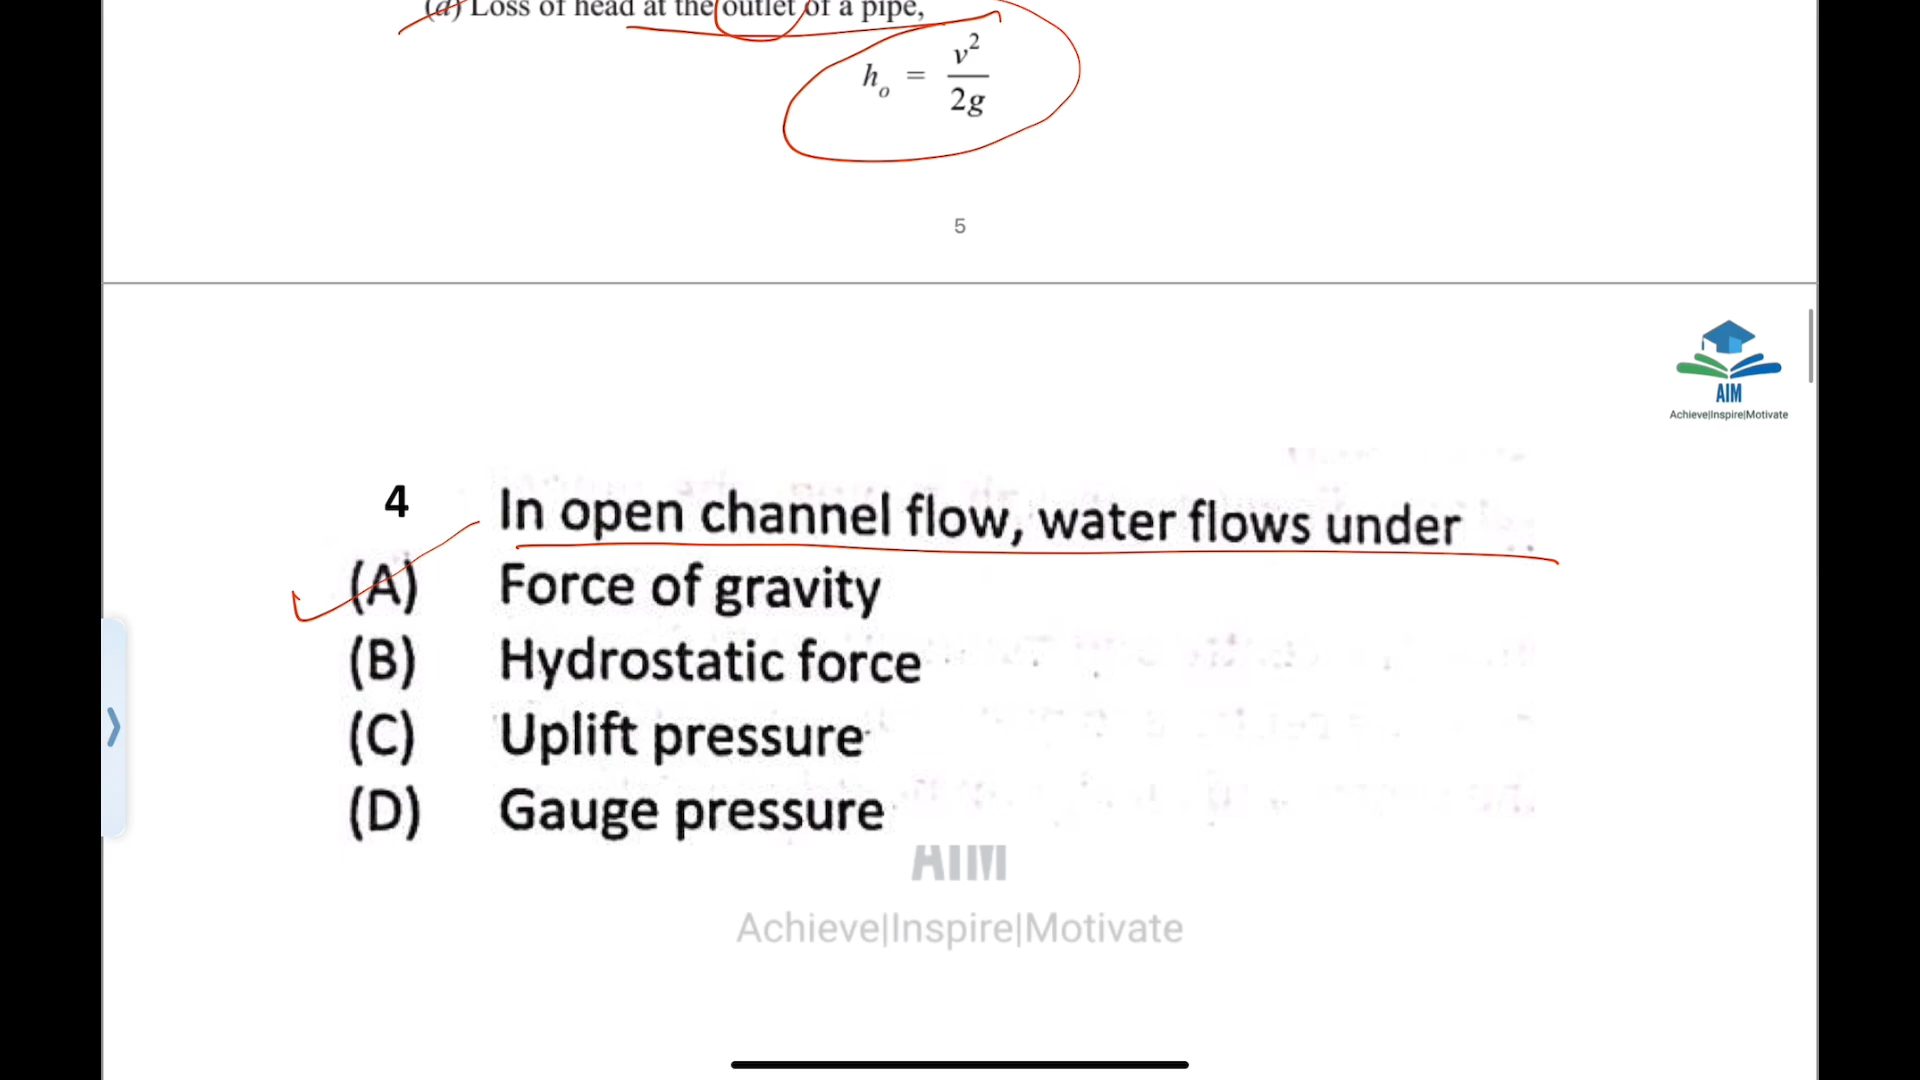 (d) Loss of head at the outlet of a pipe,
h_o = v²/2g
5
AIM
Achieve|Inspire|Motivate
4 In open channel flow, water flows under
(A) Force of gravity
(B) Hydrostatic force
(C) Uplift pressure
(D) Gauge pressure
AIM
Achieve|Inspire|Motivate